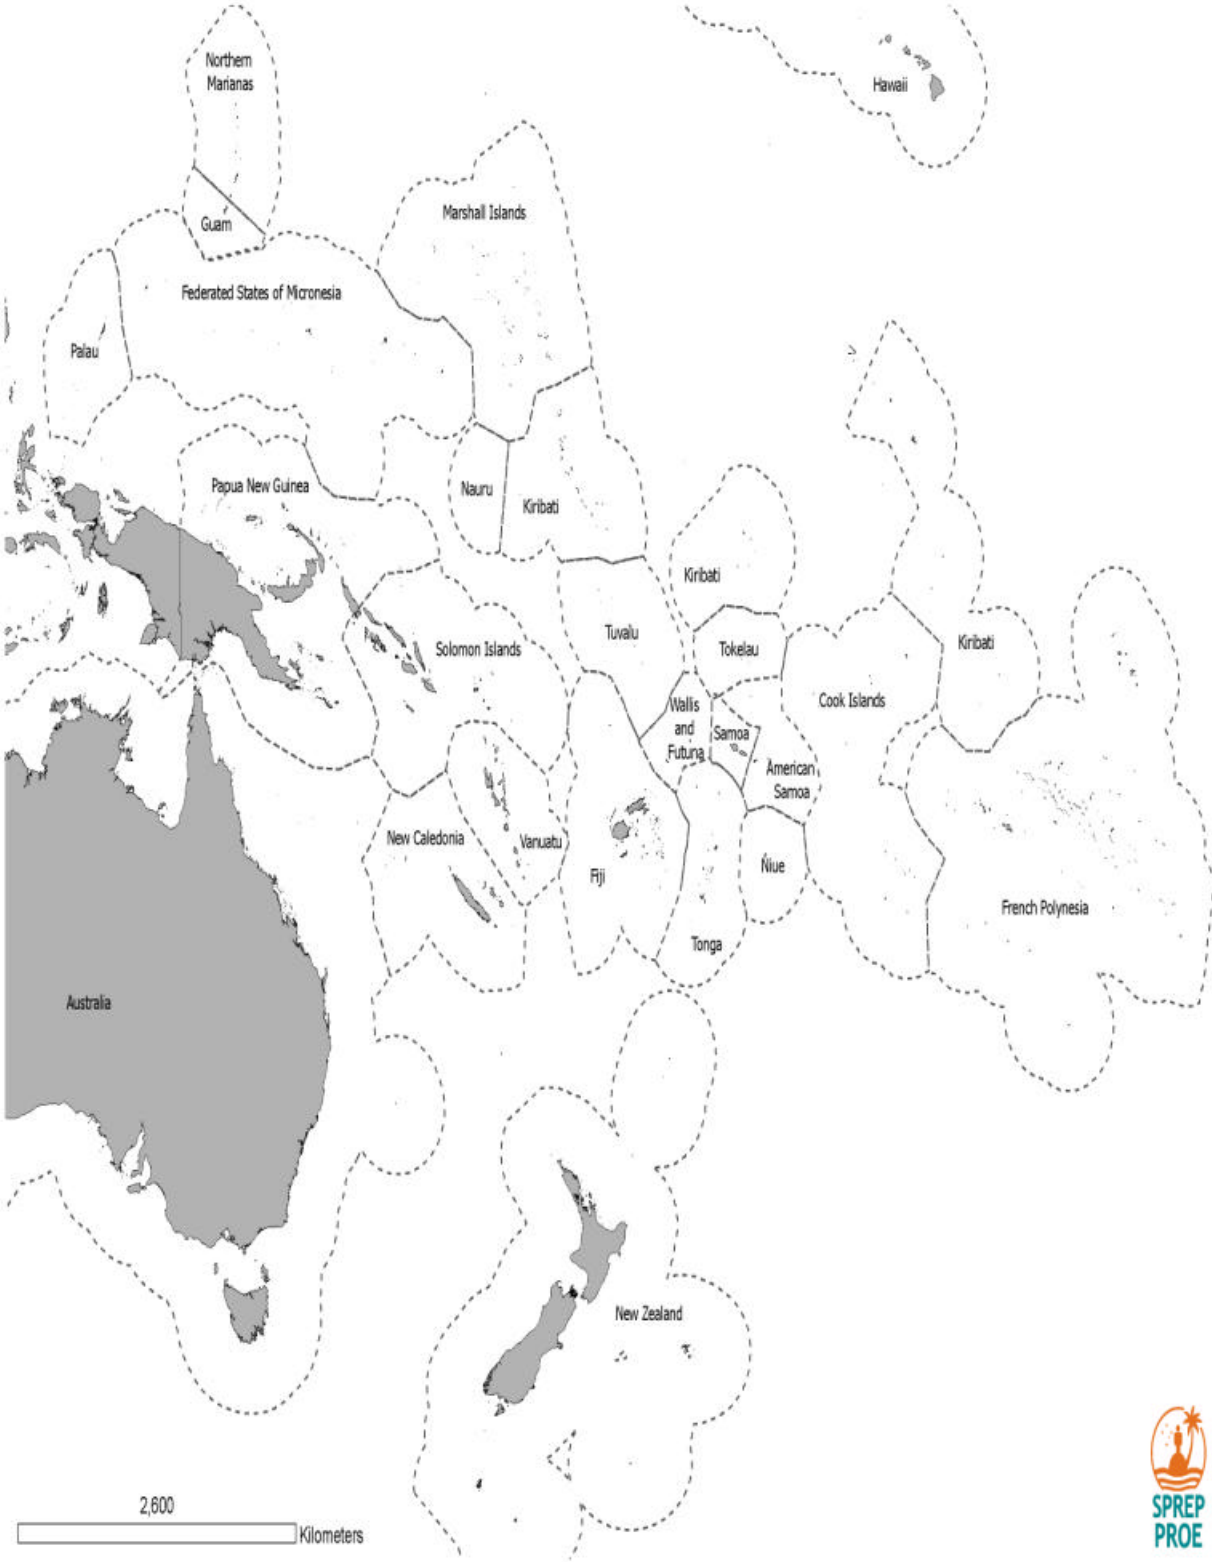 Northern
Marianas
Hawaii
Guam
Marshall Islands
Federated States of Micronesia
Palau
Papua New Guinea
Nauru
Kiribati
Kiribati
Tuvalu
Solomon Islands
Tokelau
Kiribati
Cook Islands
Wallis
and
Futuna
Samoa
American
Samoa
New Caledonia
Vanuatu
Fiji
Niue
French Polynesia
Tonga
Australia
New Zealand
2,600
Kilometers
SPREP
PROE